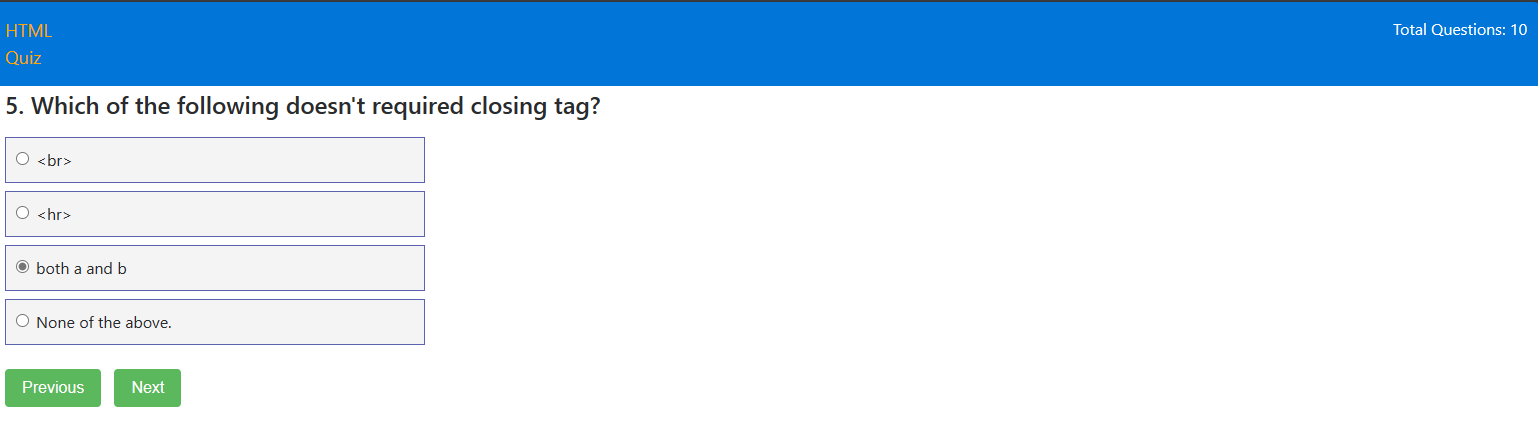 HTML
Quiz
Total Questions: 10
5. Which of the following doesn't required closing tag?
<br>
<hr>
both a and b
None of the above.
Previous
Next